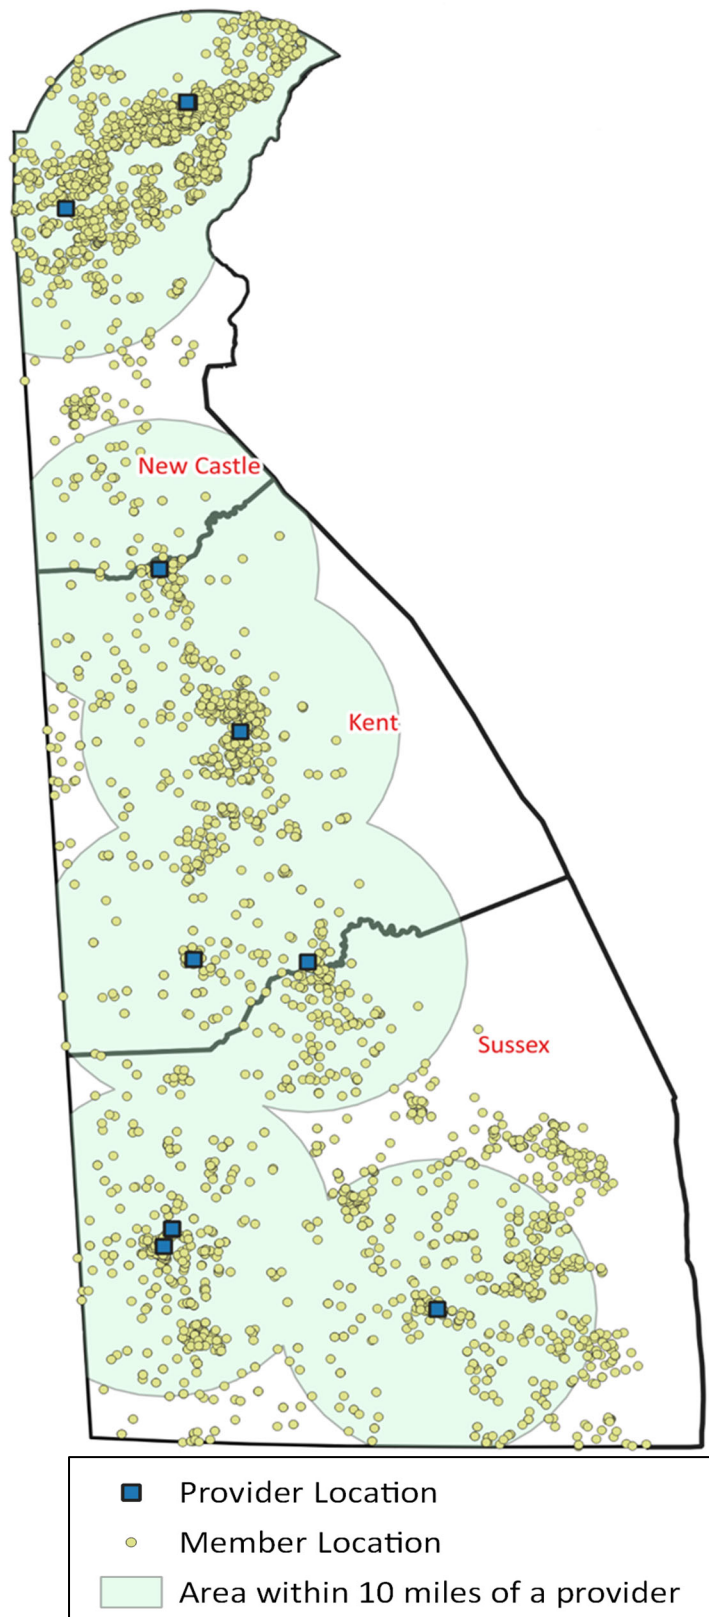 New Castle
Kent
Sussex
Provider Location
Member Location
Area within 10 miles of a provider